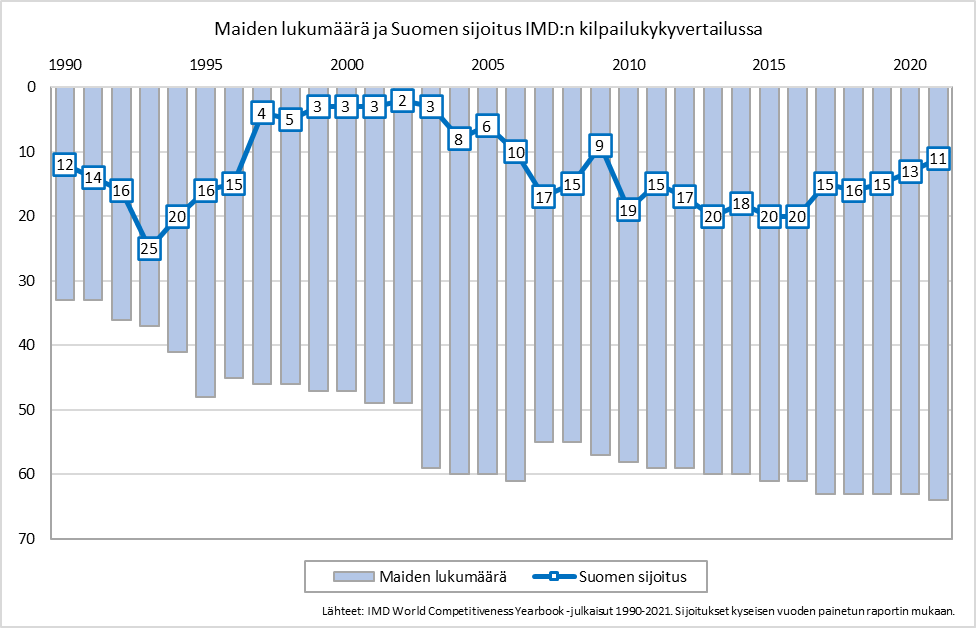 Maiden lukumäärä ja Suomen sijoitus IMD:n kilpailukykyvertailussa
1990 1995 2000 2005 2010 2015 2020
0
10
20
30
40
50
60
70
12 14 16 25 20 16 15 4 5 3 3 3 2 3 8 6 10 17 15 9 19 15 17 20 18 20 20 15 16 15 13 11
Maiden lukumäärä Suomen sijoitus
Lähteet: IMD World Competitiveness Yearbook -julkaisut 1990-2021. Sijoitukset kyseisen vuoden painetun raportin mukaan.